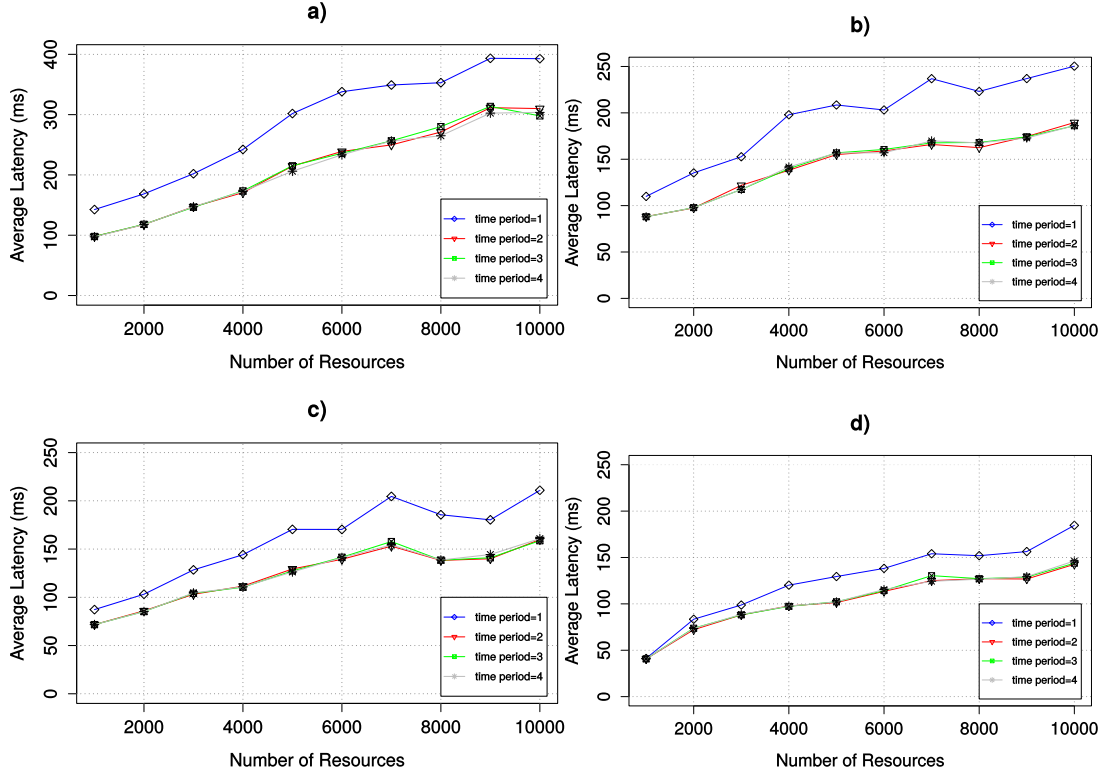 a)
Average Latency (ms)
400
300
200
100
0
time period=1
time period=2
time period=3
time period=4
2000 4000 6000 8000 10000
Number of Resources
b)
Average Latency (ms)
250
200
150
100
50
0
time period=1
time period=2
time period=3
time period=4
2000 4000 6000 8000 10000
Number of Resources
c)
Average Latency (ms)
250
200
150
100
50
0
time period=1
time period=2
time period=3
time period=4
2000 4000 6000 8000 10000
Number of Resources
d)
Average Latency (ms)
250
200
150
100
50
0
time period=1
time period=2
time period=3
time period=4
2000 4000 6000 8000 10000
Number of Resources